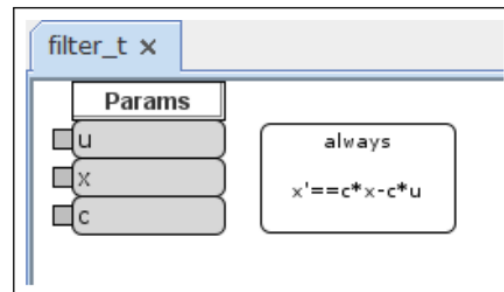 filter_t ×
Params
u
x
c
always
x'==c*x-c*u